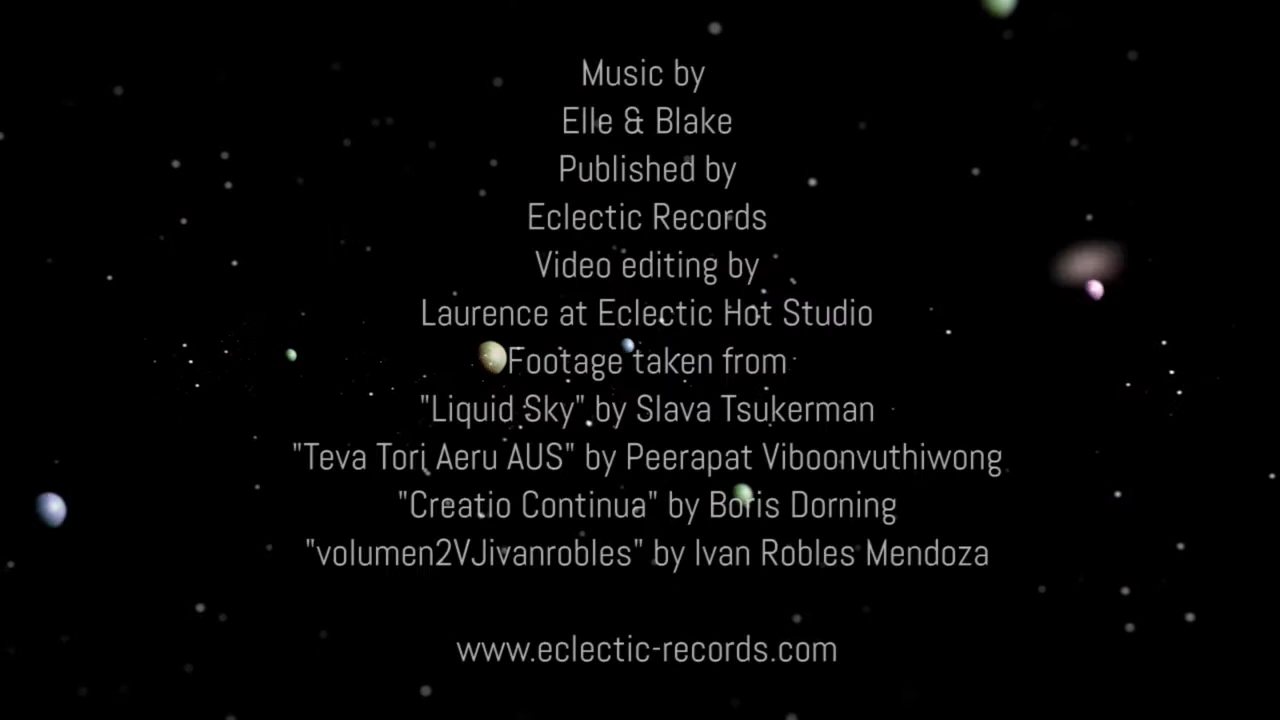 Music by
Elle & Blake
Published by
Eclectic Records
Video editing by
Laurence at Eclectic Hot Studio
Footage taken from
"Liquid Sky" by Slava Tsukerman
"Teva Tori Aeru AUS" by Peerapat Viboonvuthiwong
"Creatio Continua" by Boris Dorning
"volumen2VJivanrobles" by Ivan Robles Mendoza
www.eclectic-records.com